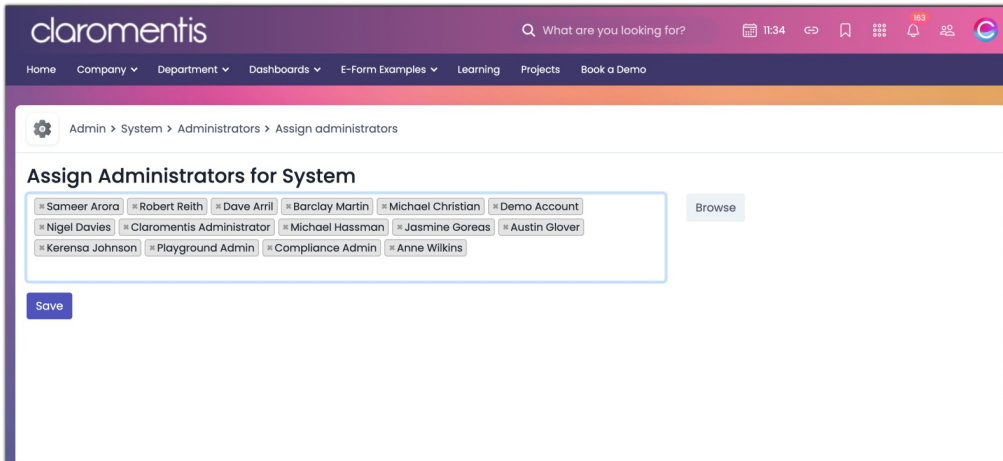 claromentis What are you looking for? 11:34 163
Home Company Department Dashboards E-Form Examples Learning Projects Book a Demo
Admin > System > Administrators > Assign administrators
Assign Administrators for System
× Sameer Arora × Robert Reith × Dave Arril × Barclay Martin × Michael Christian × Demo Account
Browse
× Nigel Davies × Claromentis Administrator × Michael Hassman × Jasmine Goreas × Austin Glover
× Kerensa Johnson × Playground Admin × Compliance Admin × Anne Wilkins
Save